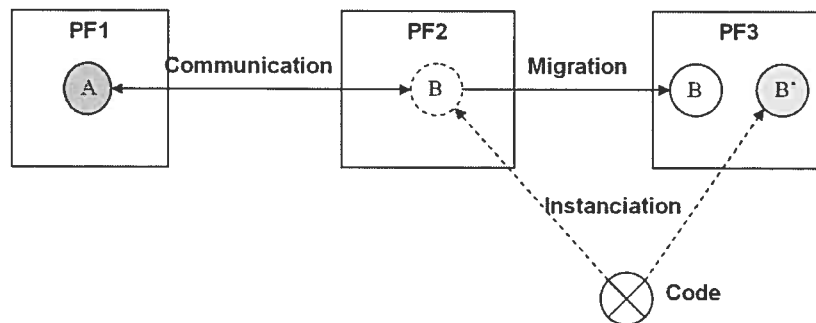 PF1
PF2
PF3
Communication
Migration
A
B
B
B*
Instanciation
Code